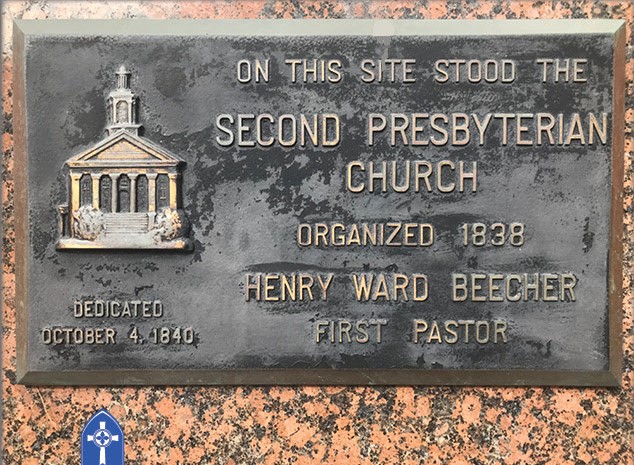 ON THIS SITE STOOD THE
SECOND PRESBYTERIAN
CHURCH
ORGANIZED 1838
HENRY WARD BEECHER
FIRST PASTOR
DEDICATED
OCTOBER 4, 1840